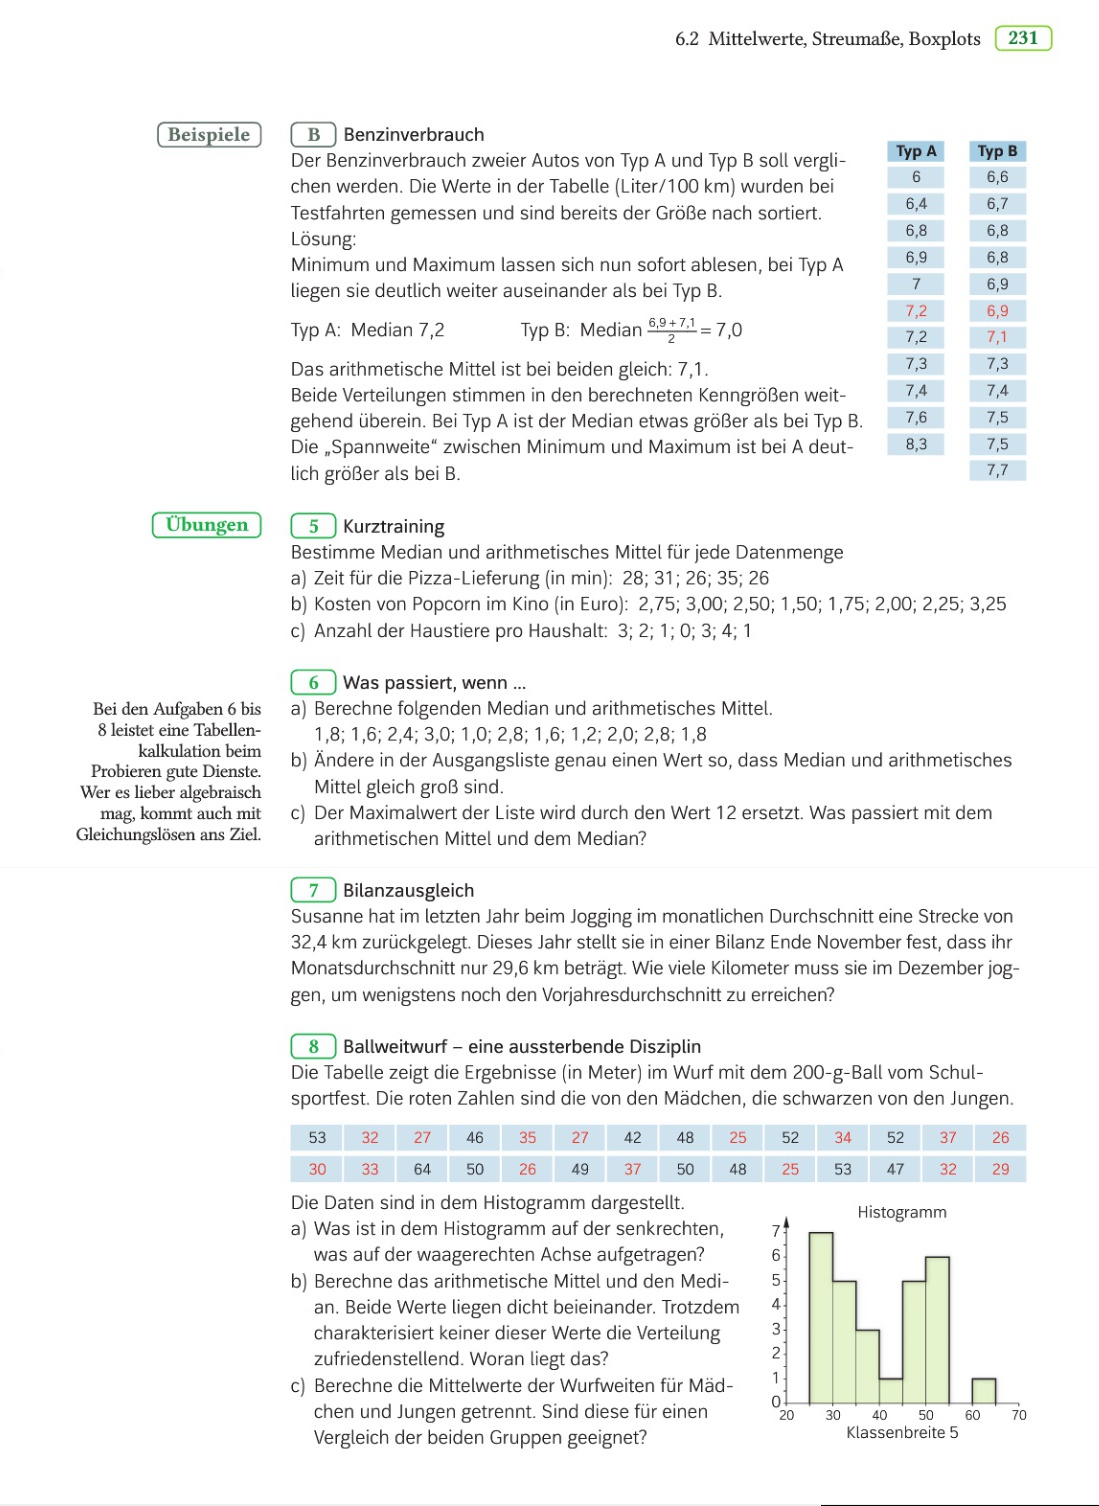 6.2 Mittelwerte, Streumaße, Boxplots 231
Beispiele
B Benzinverbrauch
Der Benzinverbrauch zweier Autos von Typ A und Typ B soll vergli-
chen werden. Die Werte in der Tabelle (Liter/100 km) wurden bei
Testfahrten gemessen und sind bereits der Größe nach sortiert.
Lösung:
Minimum und Maximum lassen sich nun sofort ablesen, bei Typ A
liegen sie deutlich weiter auseinander als bei Typ B.
Typ A: Median 7,2 Typ B: Median (6,9 + 7,1)/2 = 7,0
Das arithmetische Mittel ist bei beiden gleich: 7,1.
Beide Verteilungen stimmen in den berechneten Kenngrößen weit-
gehend überein. Bei Typ A ist der Median etwas größer als bei Typ B.
Die „Spannweite“ zwischen Minimum und Maximum ist bei A deut-
lich größer als bei B.
Typ A Typ B
6 6,6
6,4 6,7
6,8 6,8
6,9 6,8
7 6,9
7,2 6,9
7,2 7,1
7,3 7,3
7,4 7,4
7,6 7,5
8,3 7,5
7,7
Übungen
5 Kurztraining
Bestimme Median und arithmetisches Mittel für jede Datenmenge
a) Zeit für die Pizza-Lieferung (in min): 28; 31; 26; 35; 26
b) Kosten von Popcorn im Kino (in Euro): 2,75; 3,00; 2,50; 1,50; 1,75; 2,00; 2,25; 3,25
c) Anzahl der Haustiere pro Haushalt: 3; 2; 1; 0; 3; 4; 1
6 Was passiert, wenn ...
Bei den Aufgaben 6 bis
8 leistet eine Tabellen-
kalkulation beim
Probieren gute Dienste.
Wer es lieber algebraisch
mag, kommt auch mit
Gleichungslösen ans Ziel.
a) Berechne folgenden Median und arithmetisches Mittel.
1,8; 1,6; 2,4; 3,0; 1,0; 2,8; 1,6; 1,2; 2,0; 2,8; 1,8
b) Ändere in der Ausgangsliste genau einen Wert so, dass Median und arithmetisches
Mittel gleich groß sind.
c) Der Maximalwert der Liste wird durch den Wert 12 ersetzt. Was passiert mit dem
arithmetischen Mittel und dem Median?
7 Bilanzausgleich
Susanne hat im letzten Jahr beim Jogging im monatlichen Durchschnitt eine Strecke von
32,4 km zurückgelegt. Dieses Jahr stellt sie in einer Bilanz Ende November fest, dass ihr
Monatsdurchschnitt nur 29,6 km beträgt. Wie viele Kilometer muss sie im Dezember jog-
gen, um wenigstens noch den Vorjahresdurchschnitt zu erreichen?
8 Ballweitwurf – eine aussterbende Disziplin
Die Tabelle zeigt die Ergebnisse (in Meter) im Wurf mit dem 200-g-Ball vom Schul-
sportfest. Die roten Zahlen sind die von den Mädchen, die schwarzen von den Jungen.
53 32 27 46 35 27 42 48 25 52 34 52 37 26
30 33 64 50 26 49 37 50 48 25 53 47 32 29
Die Daten sind in dem Histogramm dargestellt.
a) Was ist in dem Histogramm auf der senkrechten,
was auf der waagerechten Achse aufgetragen?
b) Berechne das arithmetische Mittel und den Medi-
an. Beide Werte liegen dicht beieinander. Trotzdem
charakterisiert keiner dieser Werte die Verteilung
zufriedenstellend. Woran liegt das?
c) Berechne die Mittelwerte der Wurfweiten für Mäd-
chen und Jungen getrennt. Sind diese für einen
Vergleich der beiden Gruppen geeignet?
Histogramm
7
6
5
4
3
2
1
0
20 30 40 50 60 70
Klassenbreite 5